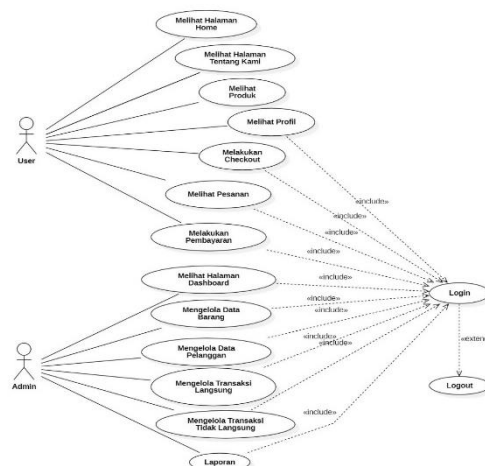 Melihat Halaman
Home
Melihat Halaman
Tentang Kami
Melihat
Produk
Melihat Profil
User
Melakukan
Checkout
Melihat Pesanan
«include»
Melakukan
Pembayaran
«include»
«include»
Melihat Halaman
Dashboard
«include»
Login
Mengelola Data
Barang
«include»
«include»
Admin
Mengelola Data
Pelanggan
«include»
«exten
Mengelola Transaksi
Langsung
Logout
Mengelola Transaksi
Tidak Langsung
«include»
Laporan